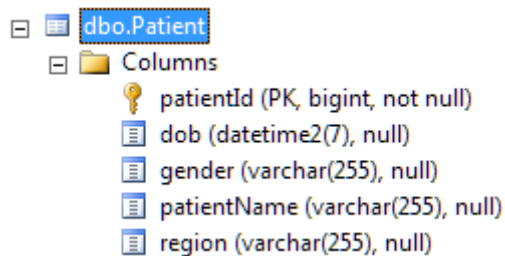 dbo.Patient
Columns
patientId (PK, bigint, not null)
dob (datetime2(7), null)
gender (varchar(255), null)
patientName (varchar(255), null)
region (varchar(255), null)